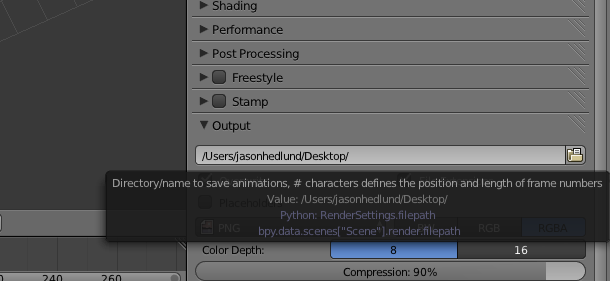 Shading
Performance
Post Processing
Freestyle
Stamp
Output
/Users/jasonhedlund/Desktop/
Directory/name to save animations, # characters defines the position and length of frame numbers
Value: /Users/jasonhedlund/Desktop/
Placeholders
Python: RenderSettings.filepath
PNG
RGB
RGBA
bpy.data.scenes["Scene"].render.filepath
Color Depth:
8
16
Compression: 90%
240
260